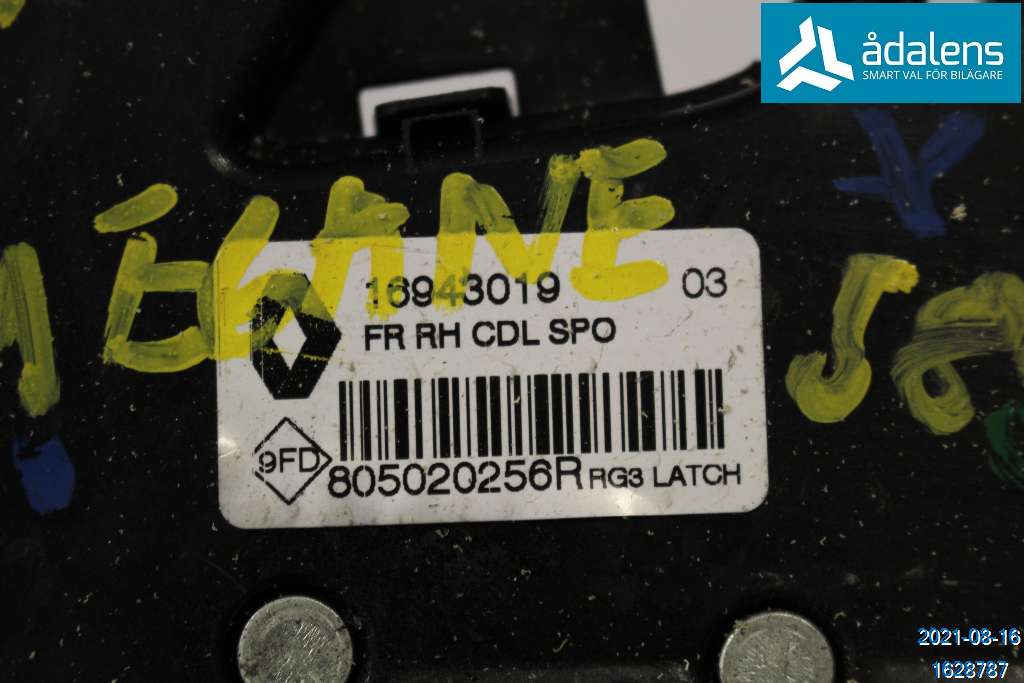 ådalens
SMART VAL FÖR BILÄGARE
MÉGANE
16943019 03
FR RH CDL SPO
9FD
805020256R RG3 LATCH
2021-08-16
1628787